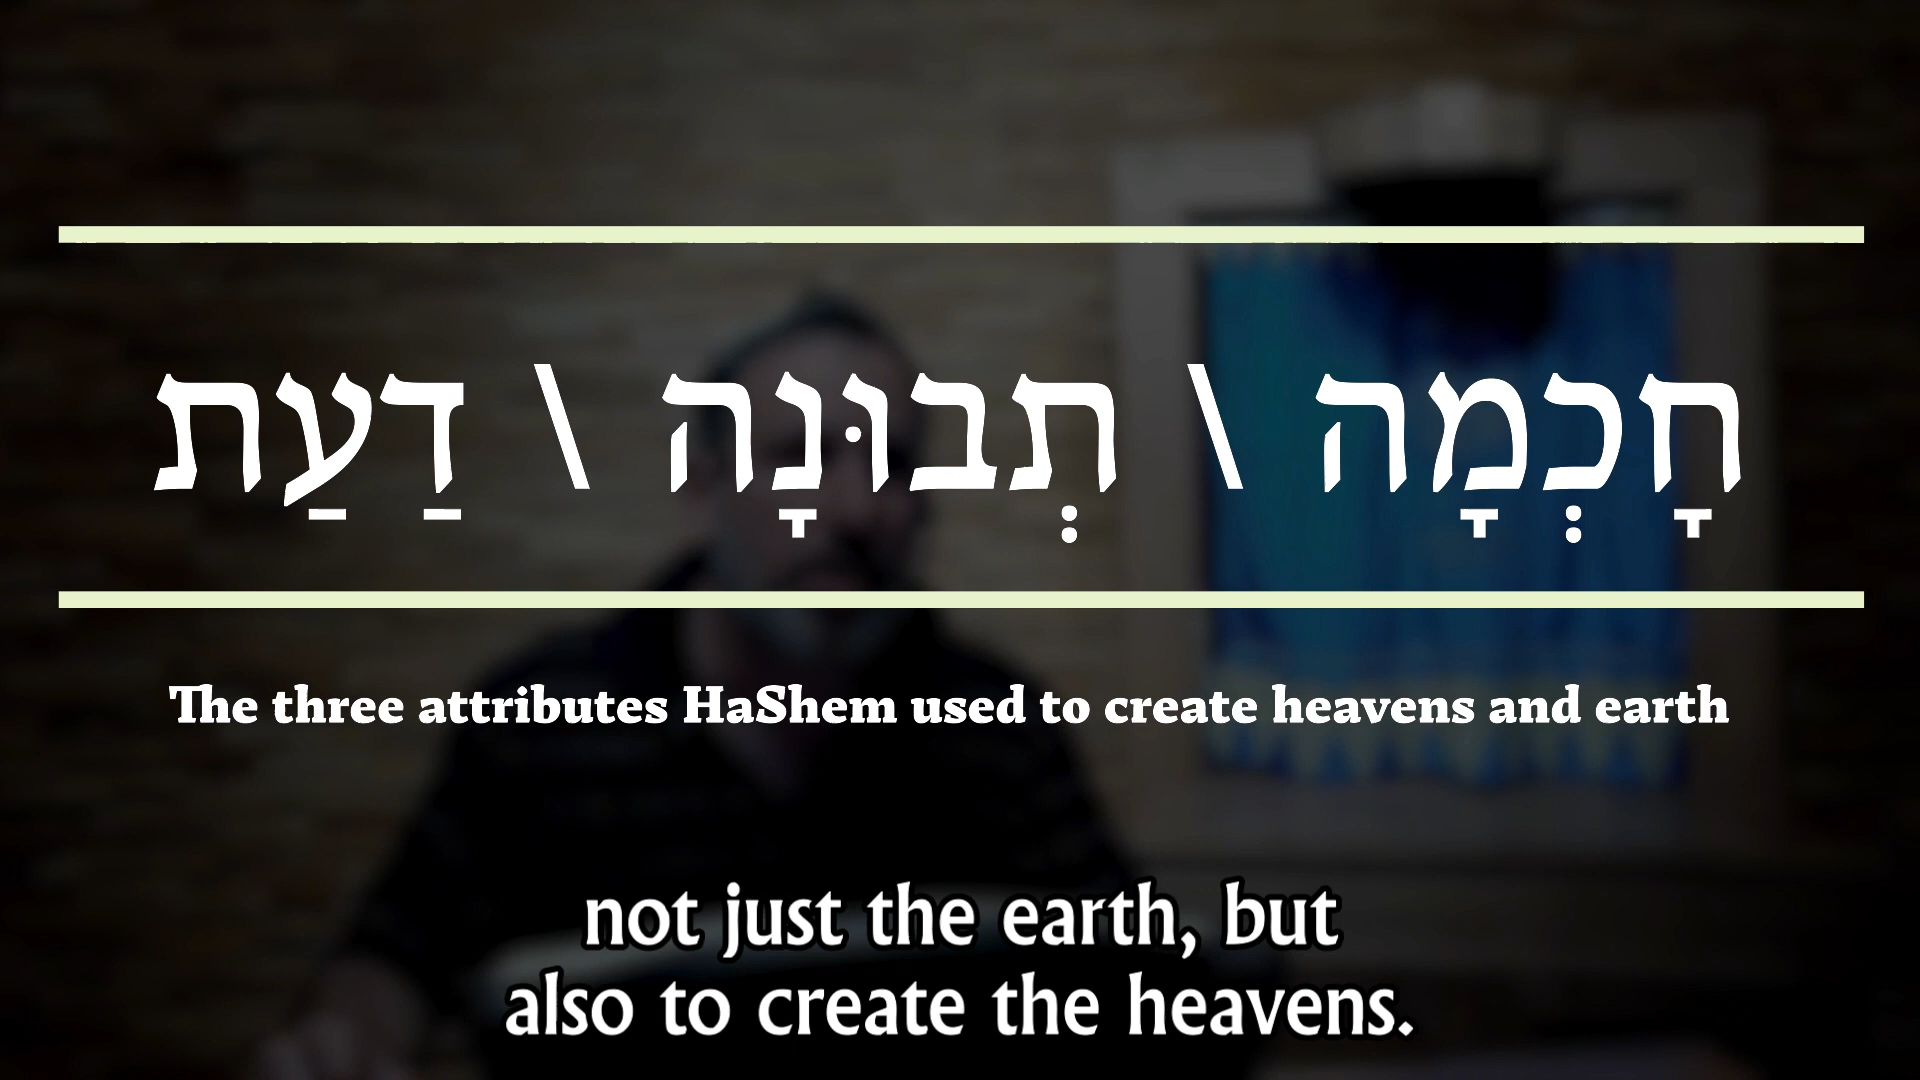 חָכְמָה \ תְבוּנָה \ דַעַת
The three attributes HaShem used to create heavens and earth
not just the earth, but
also to create the heavens.